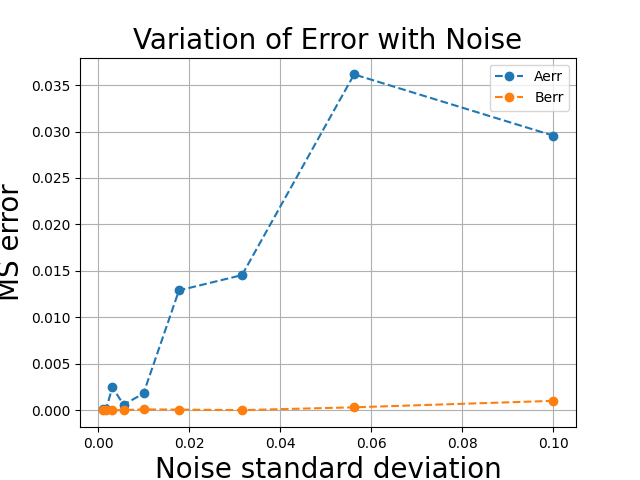 Variation of Error with Noise
Aerr
Berr
MS error
0.035
0.030
0.025
0.020
0.015
0.010
0.005
0.000
0.00 0.02 0.04 0.06 0.08 0.10
Noise standard deviation